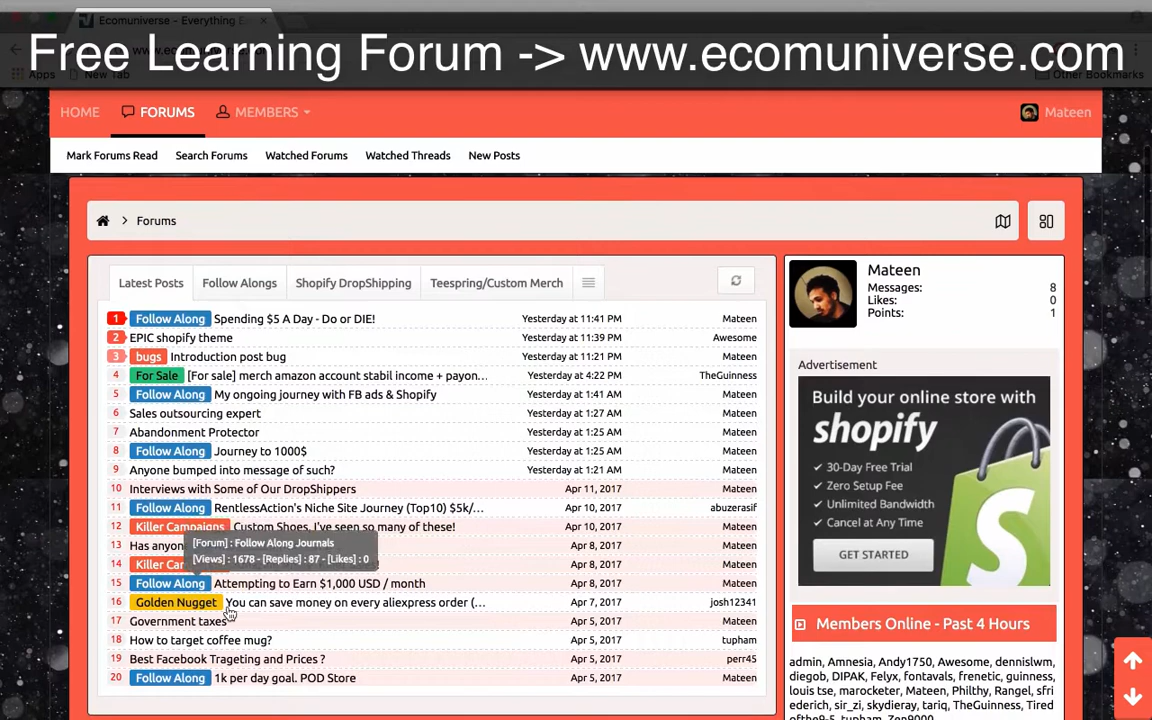 Ecomuniverse - Everything E
Free Learning Forum -> www.ecomuniverse.com
Apps New Tab Other Bookmarks
HOME FORUMS MEMBERS Mateen
Mark Forums Read Search Forums Watched Forums Watched Threads New Posts
Forums
Latest Posts Follow Alongs Shopify DropShipping Teespring/Custom Merch
1 Follow Along Spending $5 A Day - Do or DIE! Yesterday at 11:41 PM Mateen
2 EPIC shopify theme Yesterday at 11:39 PM Awesome
3 bugs Introduction post bug Yesterday at 11:21 PM Mateen
4 For Sale [For sale] merch amazon account stabil income + payon... Yesterday at 4:22 PM TheGuinness
5 Follow Along My ongoing journey with FB ads & Shopify Yesterday at 1:41 AM Mateen
6 Sales outsourcing expert Yesterday at 1:27 AM Mateen
7 Abandonment Protector Yesterday at 1:25 AM Mateen
8 Follow Along Journey to 1000$ Yesterday at 1:25 AM Mateen
9 Anyone bumped into message of such? Yesterday at 1:21 AM Mateen
10 Interviews with Some of Our DropShippers Apr 11, 2017 Mateen
11 Follow Along RentlessAction's Niche Site Journey (Top10) $5k/... Apr 10, 2017 abuzerasif
12 Killer Campaigns Custom Shoes, I've seen so many of these! Apr 10, 2017 Mateen
13 Has anyon Apr 8, 2017 Mateen
[Forum] : Follow Along Journals
[Views] : 1678 - [Replies] : 87 - [Likes] : 0
14 Killer Ca Apr 8, 2017 Mateen
15 Follow Along Attempting to Earn $1,000 USD / month Apr 8, 2017 Mateen
16 Golden Nugget You can save money on every aliexpress order (... Apr 7, 2017 josh12341
17 Government taxes Apr 5, 2017 Mateen
18 How to target coffee mug? Apr 5, 2017 tupham
19 Best Facebook Trageting and Prices ? Apr 5, 2017 perr45
20 Follow Along 1k per day goal. POD Store Apr 5, 2017 Mateen
Mateen
Messages: 8
Likes: 0
Points: 1
Advertisement
Build your online store with
shopify
✓ 30-Day Free Trial
✓ Zero Setup Fee
✓ Unlimited Bandwidth
✓ Cancel at Any Time
GET STARTED
Members Online - Past 4 Hours
admin, Amnesia, Andy1750, Awesome, dennislwm,
diegob, DIPAK, Felyx, fontavals, frenetic, guinness,
louis tse, marocketer, Mateen, Philthy, Rangel, sfri
ederich, sir_zi, skydieray, tariq, TheGuinness, Tired
ofthe9-5, tupham, Zen9000